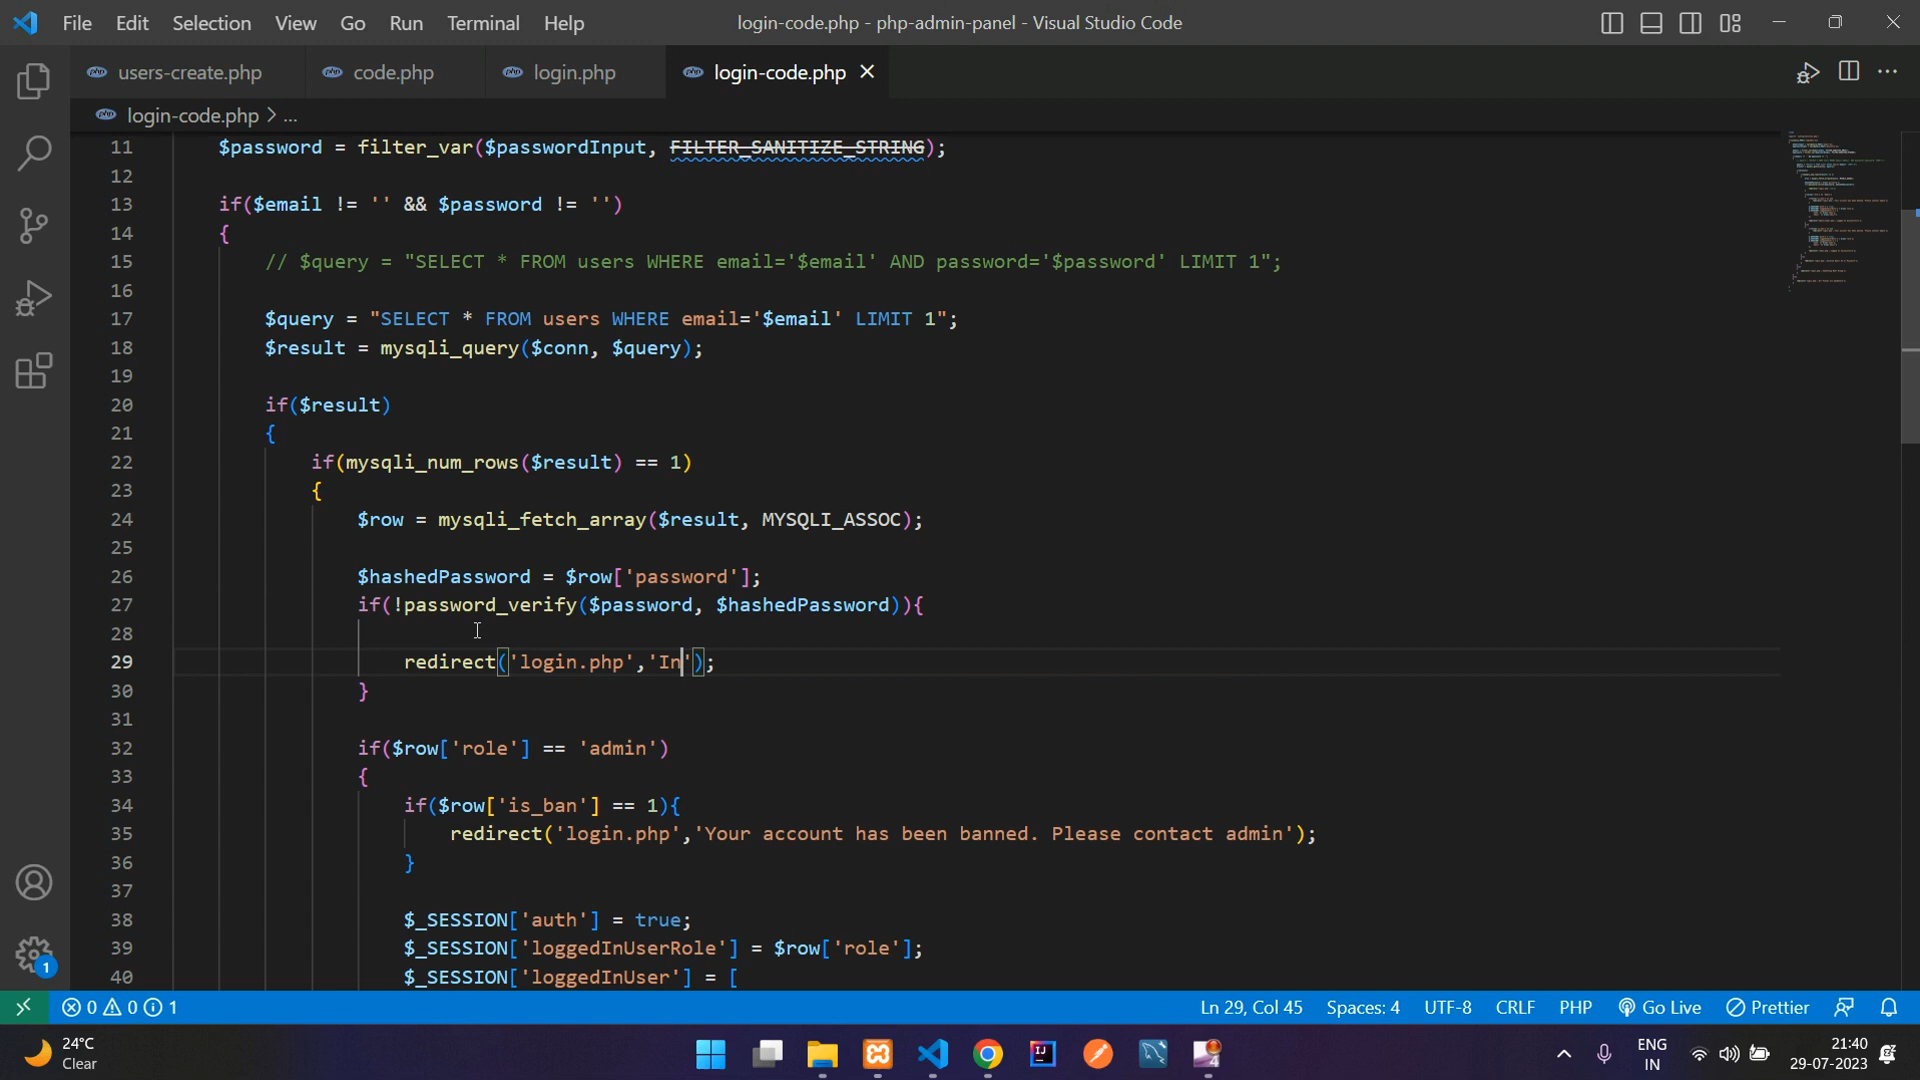 File Edit Selection View Go Run Terminal Help login-code.php - php-admin-panel - Visual Studio Code
users-create.php code.php login.php login-code.php
login-code.php > ...
11 $password = filter_var($passwordInput, FILTER_SANITIZE_STRING);
12
13 if($email != '' && $password != '')
14 {
15 // $query = "SELECT * FROM users WHERE email='$email' AND password='$password' LIMIT 1";
16
17 $query = "SELECT * FROM users WHERE email='$email' LIMIT 1";
18 $result = mysqli_query($conn, $query);
19
20 if($result)
21 {
22 if(mysqli_num_rows($result) == 1)
23 {
24 $row = mysqli_fetch_array($result, MYSQLI_ASSOC);
25
26 $hashedPassword = $row['password'];
27 if(!password_verify($password, $hashedPassword)){
28
29 redirect('login.php','In');
30 }
31
32 if($row['role'] == 'admin')
33 {
34 if($row['is_ban'] == 1){
35 redirect('login.php','Your account has been banned. Please contact admin');
36 }
37
38 $_SESSION['auth'] = true;
39 $_SESSION['loggedInUserRole'] = $row['role'];
40 $_SESSION['loggedInUser'] = [
1
0 0 1 Ln 29, Col 45 Spaces: 4 UTF-8 CRLF PHP Go Live Prettier
24°C
Clear
ENG
IN
21:40
29-07-2023